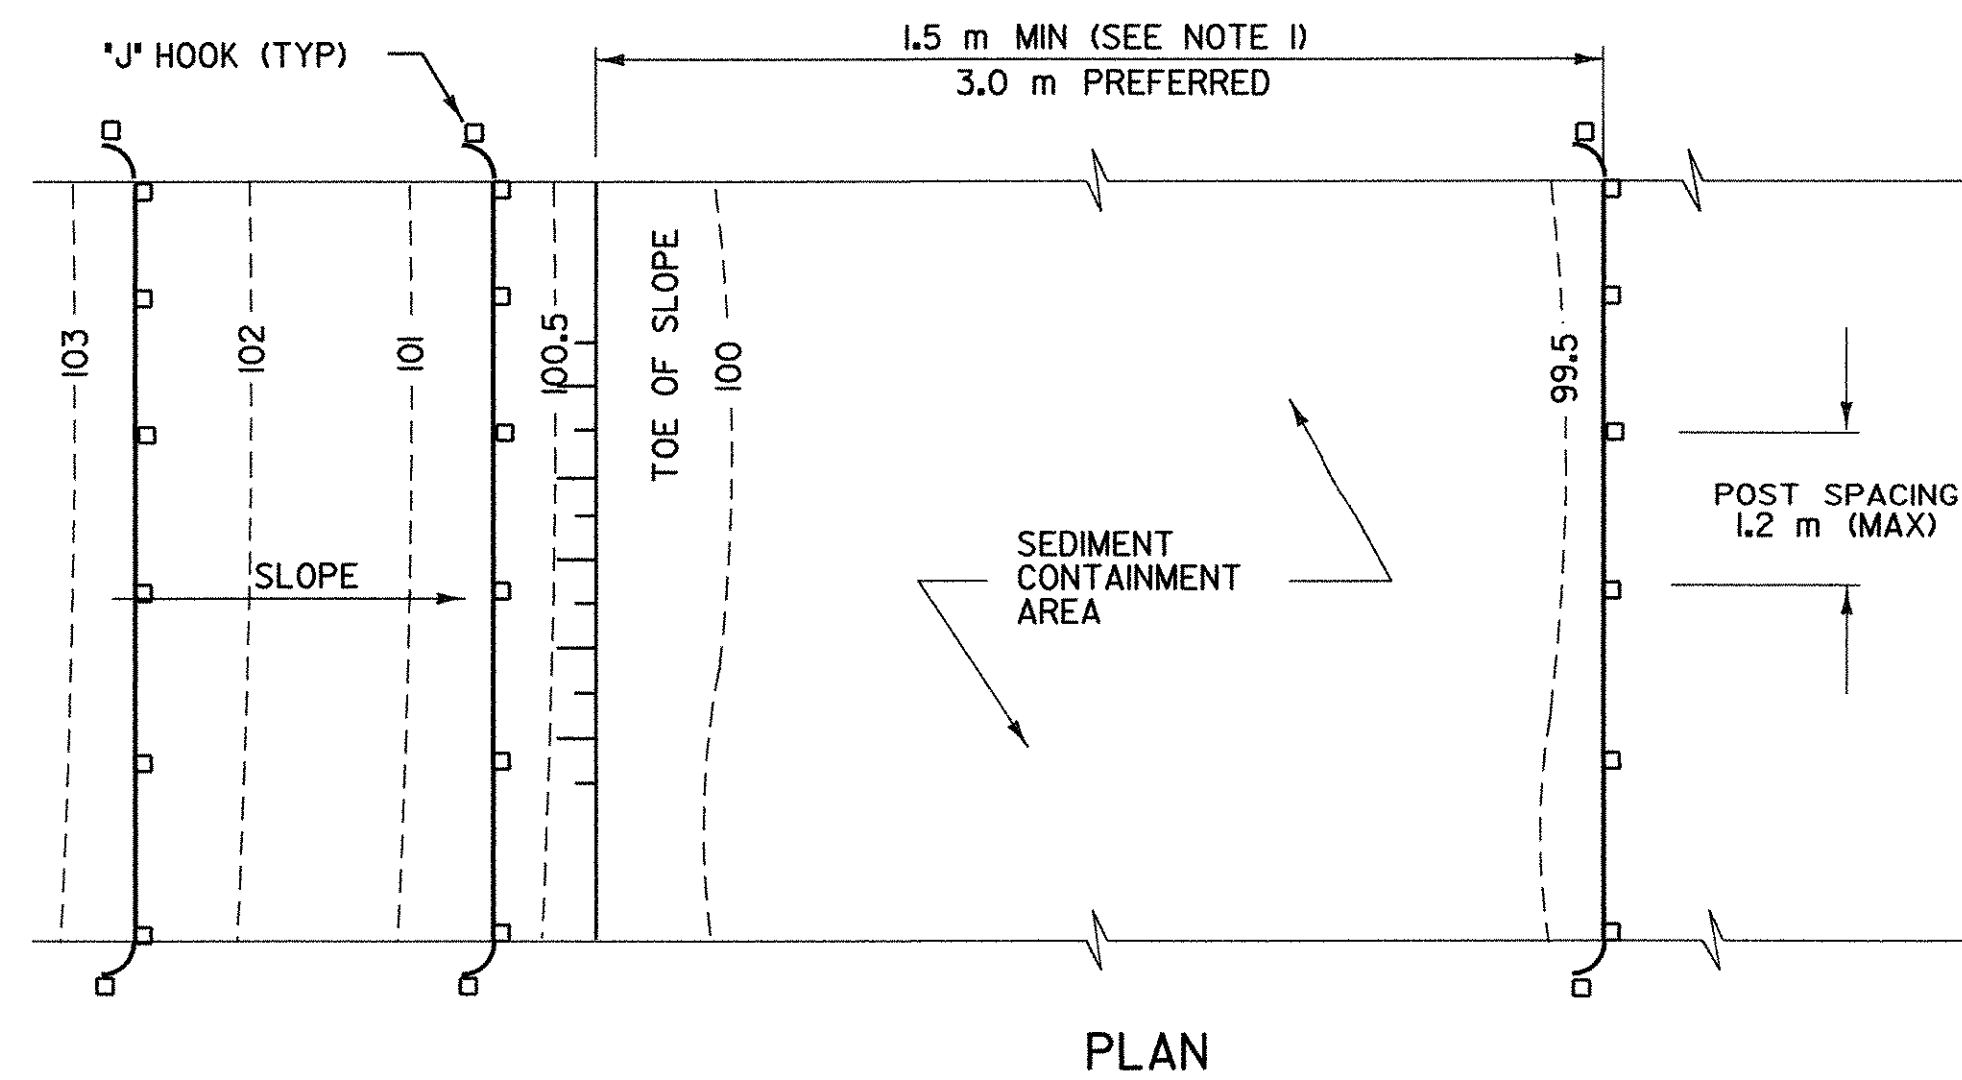 "J" HOOK (TYP)
1.5 m MIN (SEE NOTE 1)
3.0 m PREFERRED
103
102
101
100.5
TOE OF SLOPE
100
99.5
SLOPE
SEDIMENT
CONTAINMENT
AREA
POST SPACING
1.2 m (MAX)
PLAN